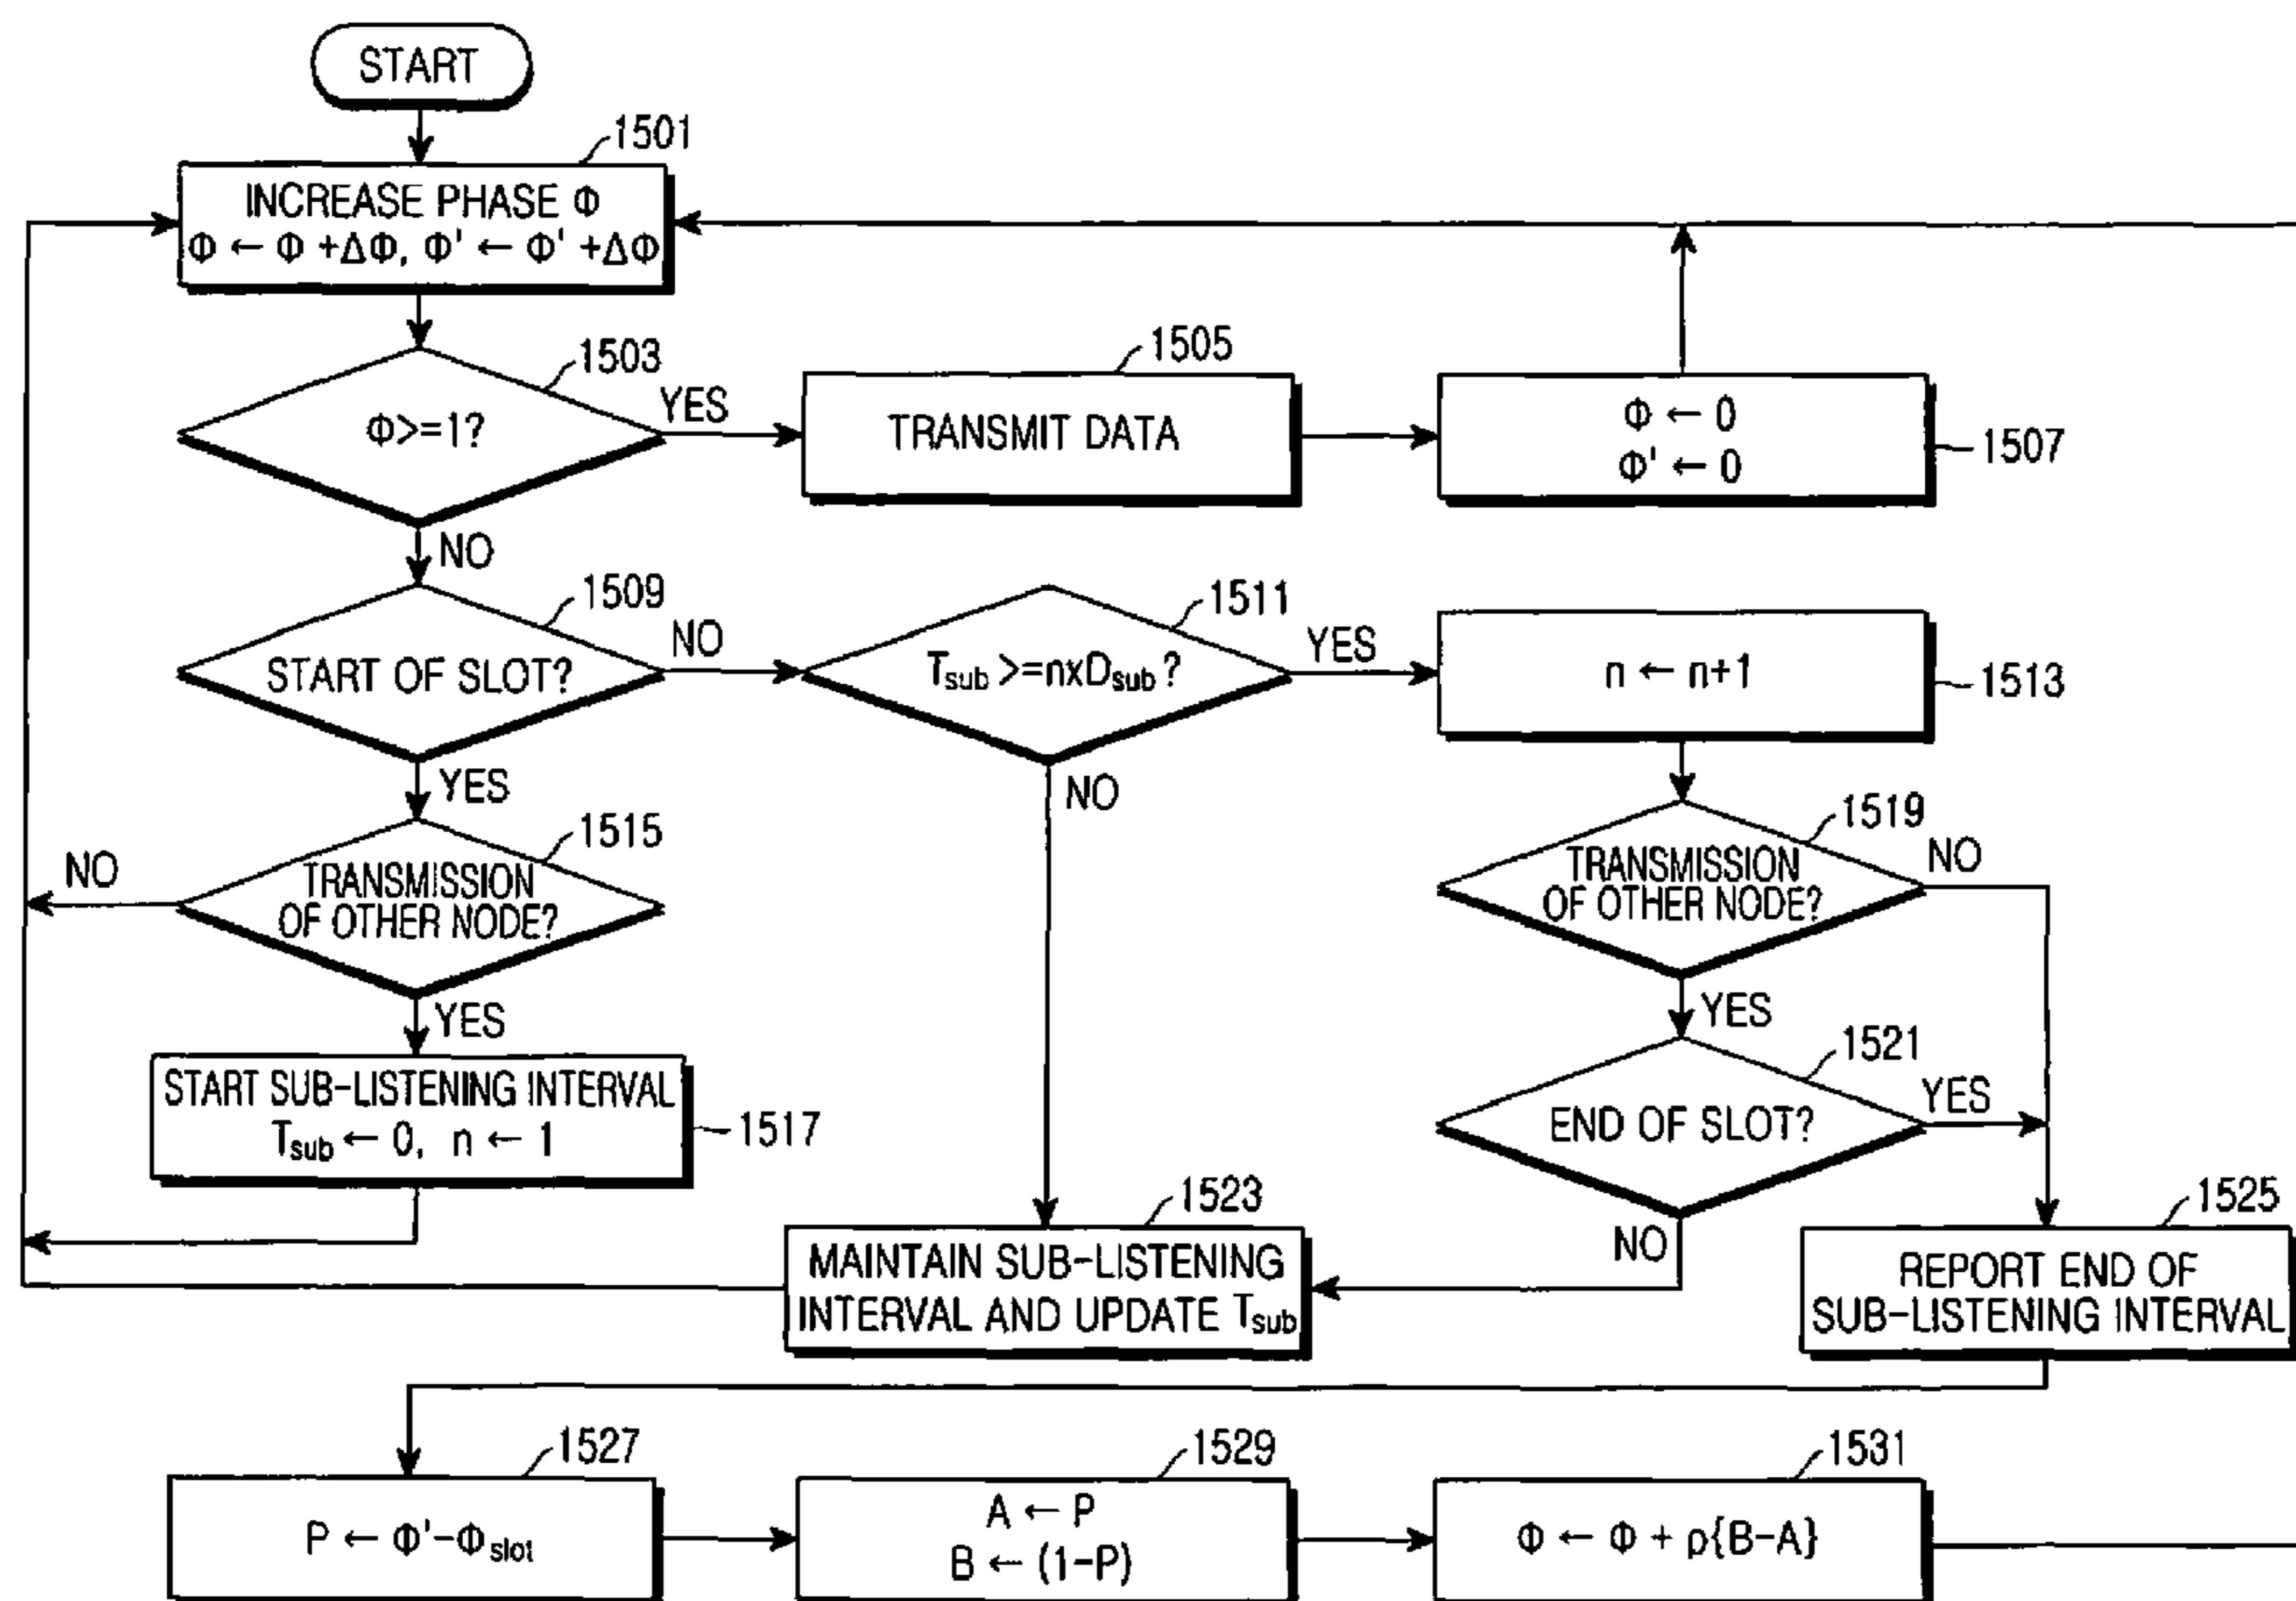 START
1501
INCREASE PHASE Φ
Φ ← Φ +ΔΦ, Φ' ← Φ' +ΔΦ
1503
Φ>=1?
YES
1505
TRANSMIT DATA
Φ ← 0
Φ' ← 0
1507
NO
1509
START OF SLOT?
NO
1511
Tsub >=nxDsub ?
YES
n ← n+1
1513
YES
NO
1515
TRANSMISSION
OF OTHER NODE?
NO
1519
TRANSMISSION
OF OTHER NODE?
NO
YES
START SUB-LISTENING INTERVAL
Tsub ← 0, n ← 1
1517
YES
1521
END OF SLOT?
YES
NO
1523
MAINTAIN SUB-LISTENING
INTERVAL AND UPDATE Tsub
1525
REPORT END OF
SUB-LISTENING INTERVAL
1527
P ← Φ'-Φslot
1529
A ← P
B ← (1-P)
1531
Φ ← Φ + ρ{B-A}